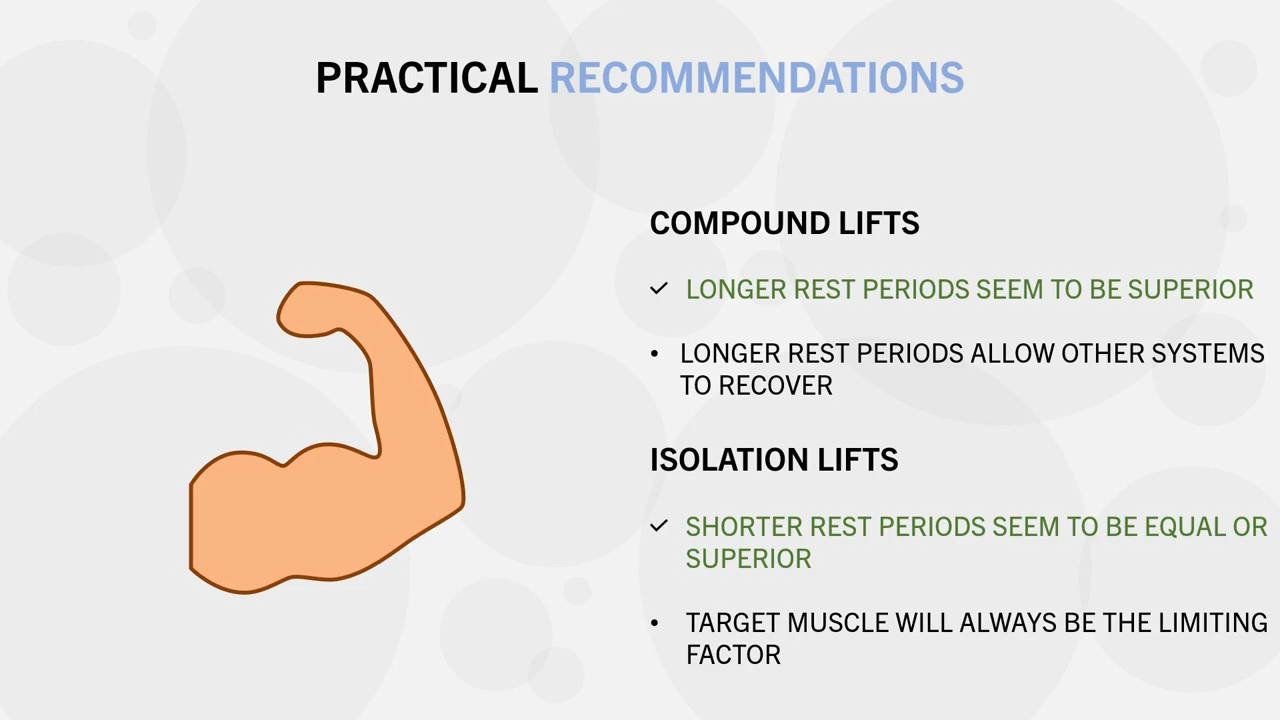 PRACTICAL RECOMMENDATIONS
COMPOUND LIFTS
✓ LONGER REST PERIODS SEEM TO BE SUPERIOR
• LONGER REST PERIODS ALLOW OTHER SYSTEMS
TO RECOVER
ISOLATION LIFTS
✓ SHORTER REST PERIODS SEEM TO BE EQUAL OR
SUPERIOR
• TARGET MUSCLE WILL ALWAYS BE THE LIMITING
FACTOR